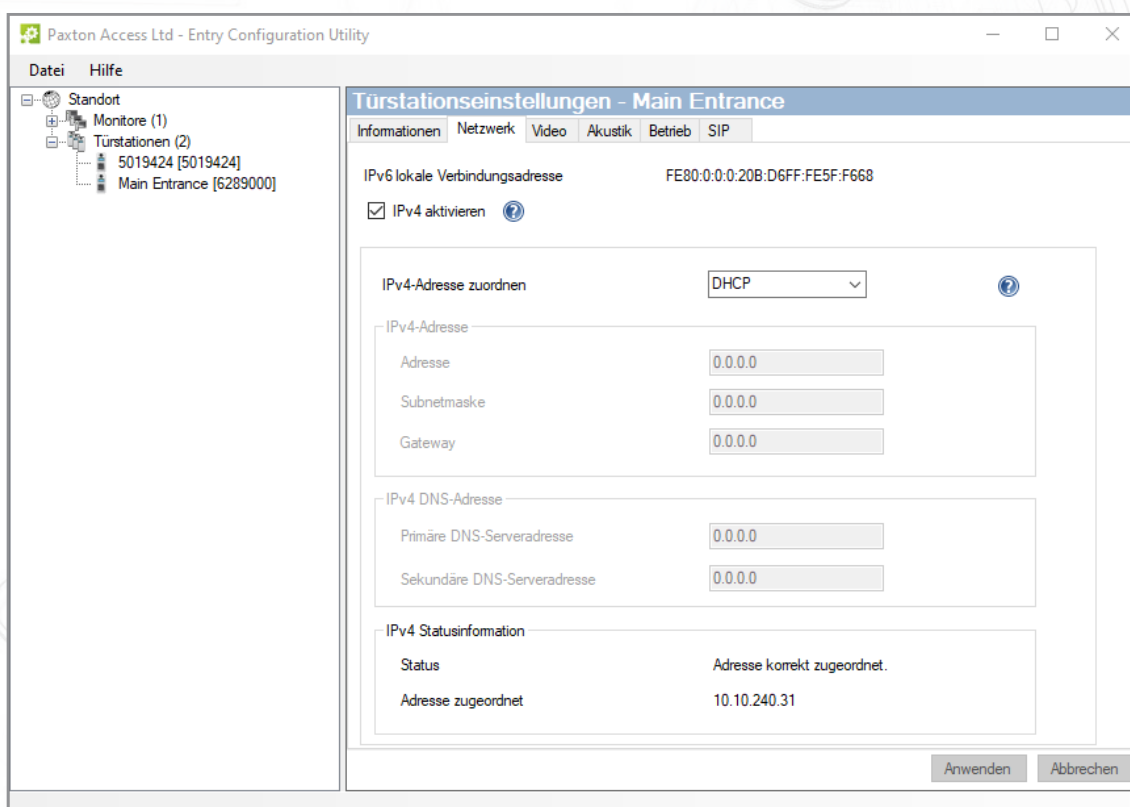 Paxton Access Ltd - Entry Configuration Utility
Datei Hilfe
Standort
Monitore (1)
Türstationen (2)
5019424 [5019424]
Main Entrance [6289000]
Türstationseinstellungen - Main Entrance
Informationen Netzwerk Video Akustik Betrieb SIP
IPv6 lokale Verbindungsadresse FE80:0:0:0:20B:D6FF:FE5F:F668
IPv4 aktivieren ?
IPv4-Adresse zuordnen DHCP ?
IPv4-Adresse
Adresse 0.0.0.0
Subnetmaske 0.0.0.0
Gateway 0.0.0.0
IPv4 DNS-Adresse
Primäre DNS-Serveradresse 0.0.0.0
Sekundäre DNS-Serveradresse 0.0.0.0
IPv4 Statusinformation
Status Adresse korrekt zugeordnet.
Adresse zugeordnet 10.10.240.31
Anwenden Abbrechen